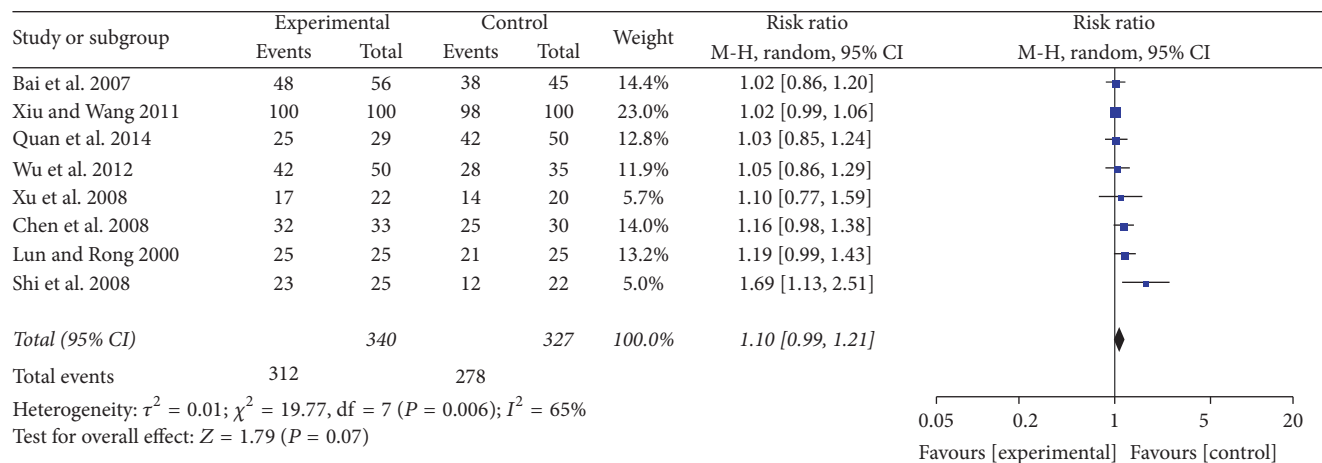 Study or subgroup Experimental Control Weight Risk ratio Risk ratio
Events Total Events Total M-H, random, 95% CI M-H, random, 95% CI
Bai et al. 2007 48 56 38 45 14.4% 1.02 [0.86, 1.20]
Xiu and Wang 2011 100 100 98 100 23.0% 1.02 [0.99, 1.06]
Quan et al. 2014 25 29 42 50 12.8% 1.03 [0.85, 1.24]
Wu et al. 2012 42 50 28 35 11.9% 1.05 [0.86, 1.29]
Xu et al. 2008 17 22 14 20 5.7% 1.10 [0.77, 1.59]
Chen et al. 2008 32 33 25 30 14.0% 1.16 [0.98, 1.38]
Lun and Rong 2000 25 25 21 25 13.2% 1.19 [0.99, 1.43]
Shi et al. 2008 23 25 12 22 5.0% 1.69 [1.13, 2.51]
Total (95% CI) 340 327 100.0% 1.10 [0.99, 1.21]
Total events 312 278
Heterogeneity: τ² = 0.01; χ² = 19.77, df = 7 (P = 0.006); I² = 65%
Test for overall effect: Z = 1.79 (P = 0.07)
0.05 0.2 1 5 20
Favours [experimental] Favours [control]